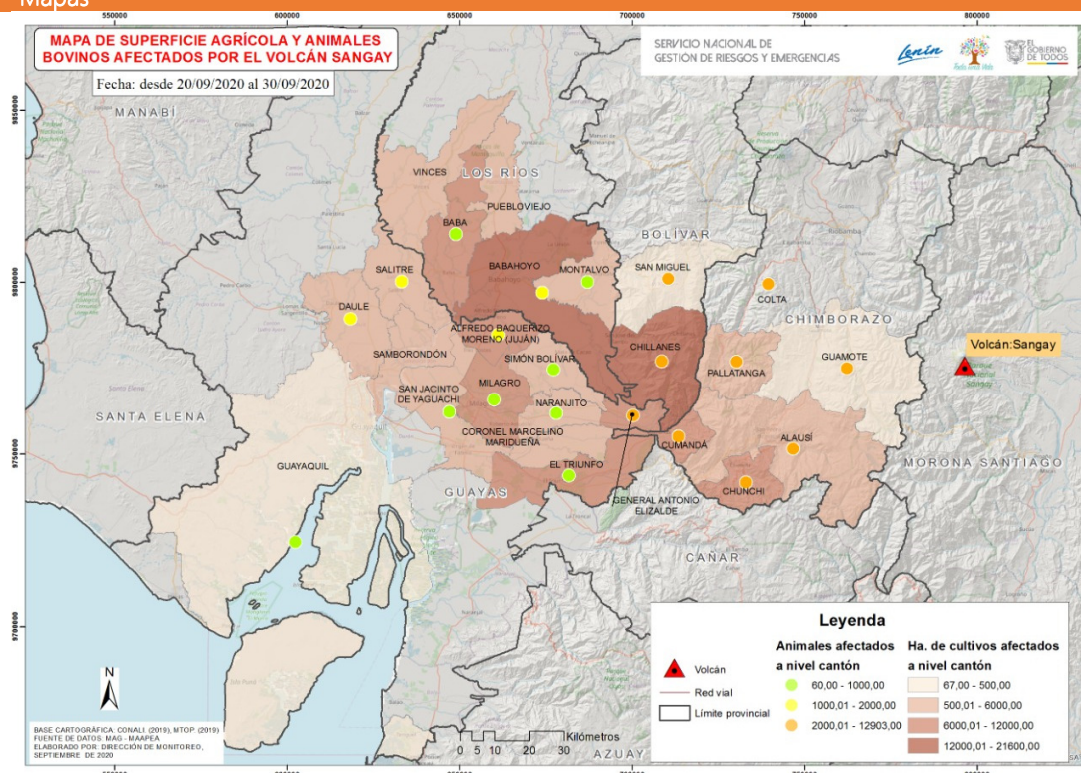 Mapas
550000 600000 650000 700000 750000 800000
MAPA DE SUPERFICIE AGRÍCOLA Y ANIMALES
BOVINOS AFECTADOS POR EL VOLCÁN SANGAY
Fecha: desde 20/09/2020 al 30/09/2020
SERVICIO NACIONAL DE
GESTIÓN DE RIESGOS Y EMERGENCIAS
Lenín
EL
GOBIERNO
DE TODOS
9850000
9800000
9750000
9700000
MANABÍ
LOS RÍOS
VINCES
PUEBLOVIEJO
BABA
BOLÍVAR
BABAHOYO
MONTALVO
SAN MIGUEL
SALITRE
COLTA
DAULE
CHIMBORAZO
ALFREDO BAQUERIZO
MORENO (JUJÁN)
SAMBORONDÓN
SIMÓN BOLÍVAR
CHILLANES
PALLATANGA
GUAMOTE
Volcán:Sangay
SAN JACINTO
DE YAGUACHI
MILAGRO
NARANJITO
SANTA ELENA
CORONEL MARCELINO
MARIDUEÑA
CUMANDÁ
ALAUSÍ
GUAYAQUIL
EL TRIUNFO
MORONA SANTIAGO
GUAYAS
CHUNCHI
GENERAL ANTONIO
ELIZALDE
CAÑAR
AZUAY
Leyenda
Animales afectados
a nivel cantón
Ha. de cultivos afectados
a nivel cantón
Volcán
Red vial
Límite provincial
60,00 - 1000,00
1000,01 - 2000,00
2000,01 - 12903,00
67,00 - 500,00
500,01 - 6000,00
6000,01 - 12000,00
12000,01 - 21600,00
N
Kilómetros
0 5 10 20 30
BASE CARTOGRÁFICA: CONALI, (2019), MTOP (2019)
FUENTE DE DATOS: MAG - MAAPEA
ELABORADO POR: DIRECCIÓN DE MONITOREO,
SEPTIEMBRE DE 2020
550000 600000